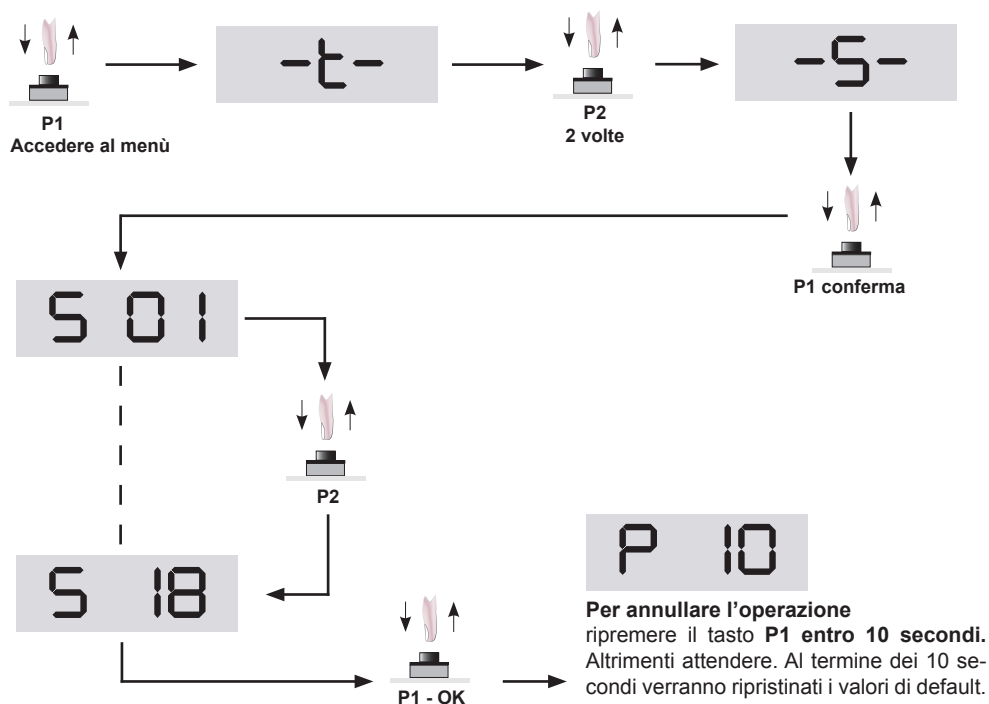 -t-
-S-
P1
Accedere al menù
P2
2 volte
P1 conferma
S 01
P2
S 18
P1 - OK
P 10
Per annullare l’operazione
ripremere il tasto P1 entro 10 secondi.
Altrimenti attendere. Al termine dei 10 se-
condi verranno ripristinati i valori di default.